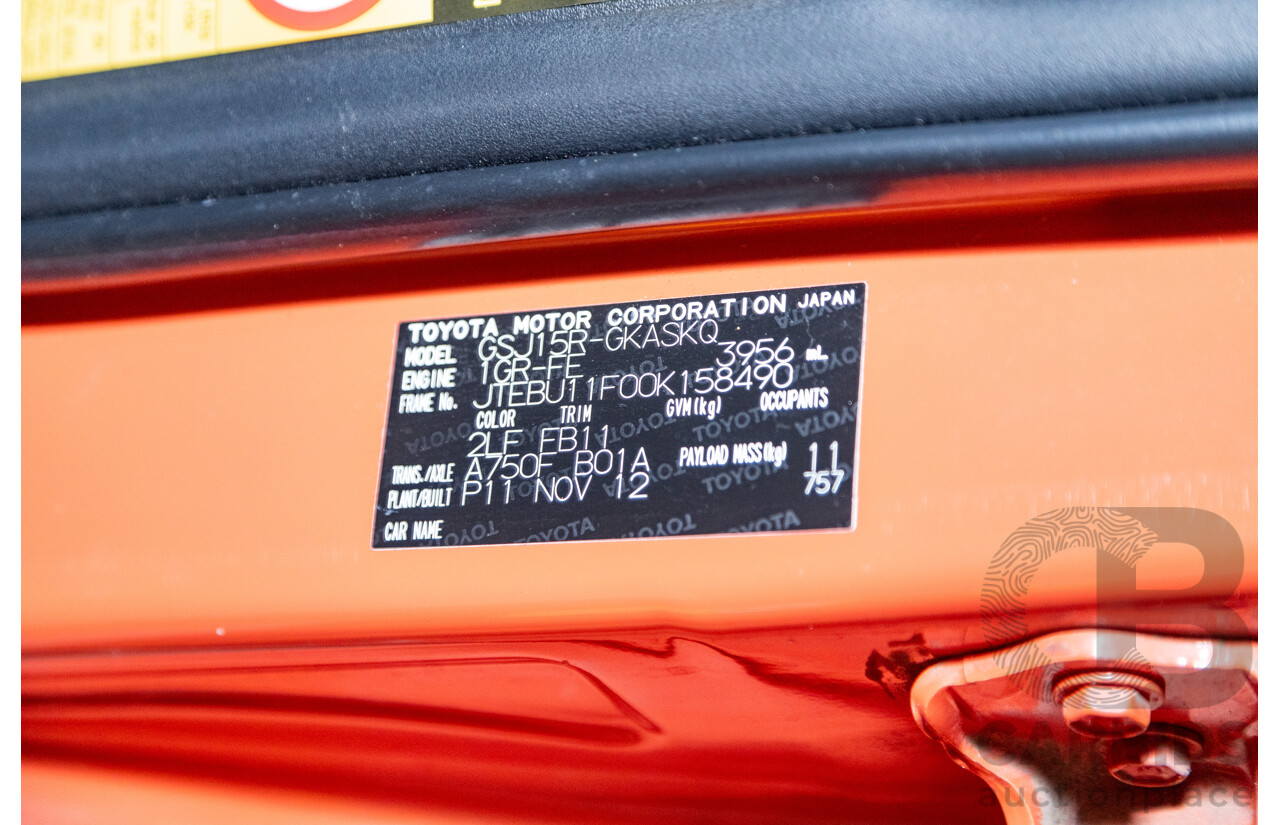 TOYOTA MOTOR CORPORATION JAPAN
MODEL GSJ15R-GKASKQ
ENGINE 1GR-FE 3956 mL
FRAME No. JTEBU11F00K158490
COLOR TRIM GVM(kg) OCCUPANTS
2LF FB11
TRANS./AXLE A750F B01A PAYLOAD MASS(kg) 11
PLANT/BUILT P11 NOV 12 757
CAR NAME
CB
auctionplace